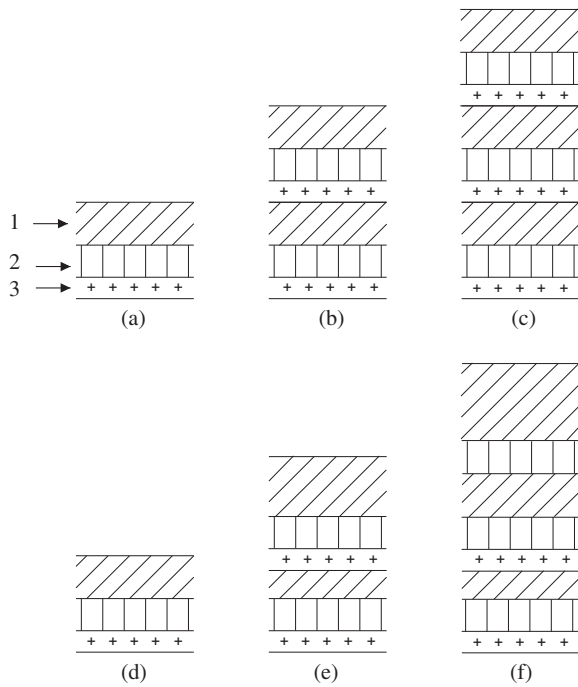 1
2
3
+ + + + +
+ + + + +
+ + + + +
+ + + + +
+ + + + +
+ + + + +
(a) (b) (c)
+ + + + +
+ + + + +
+ + + + +
+ + + + +
+ + + + +
(d) (e) (f)